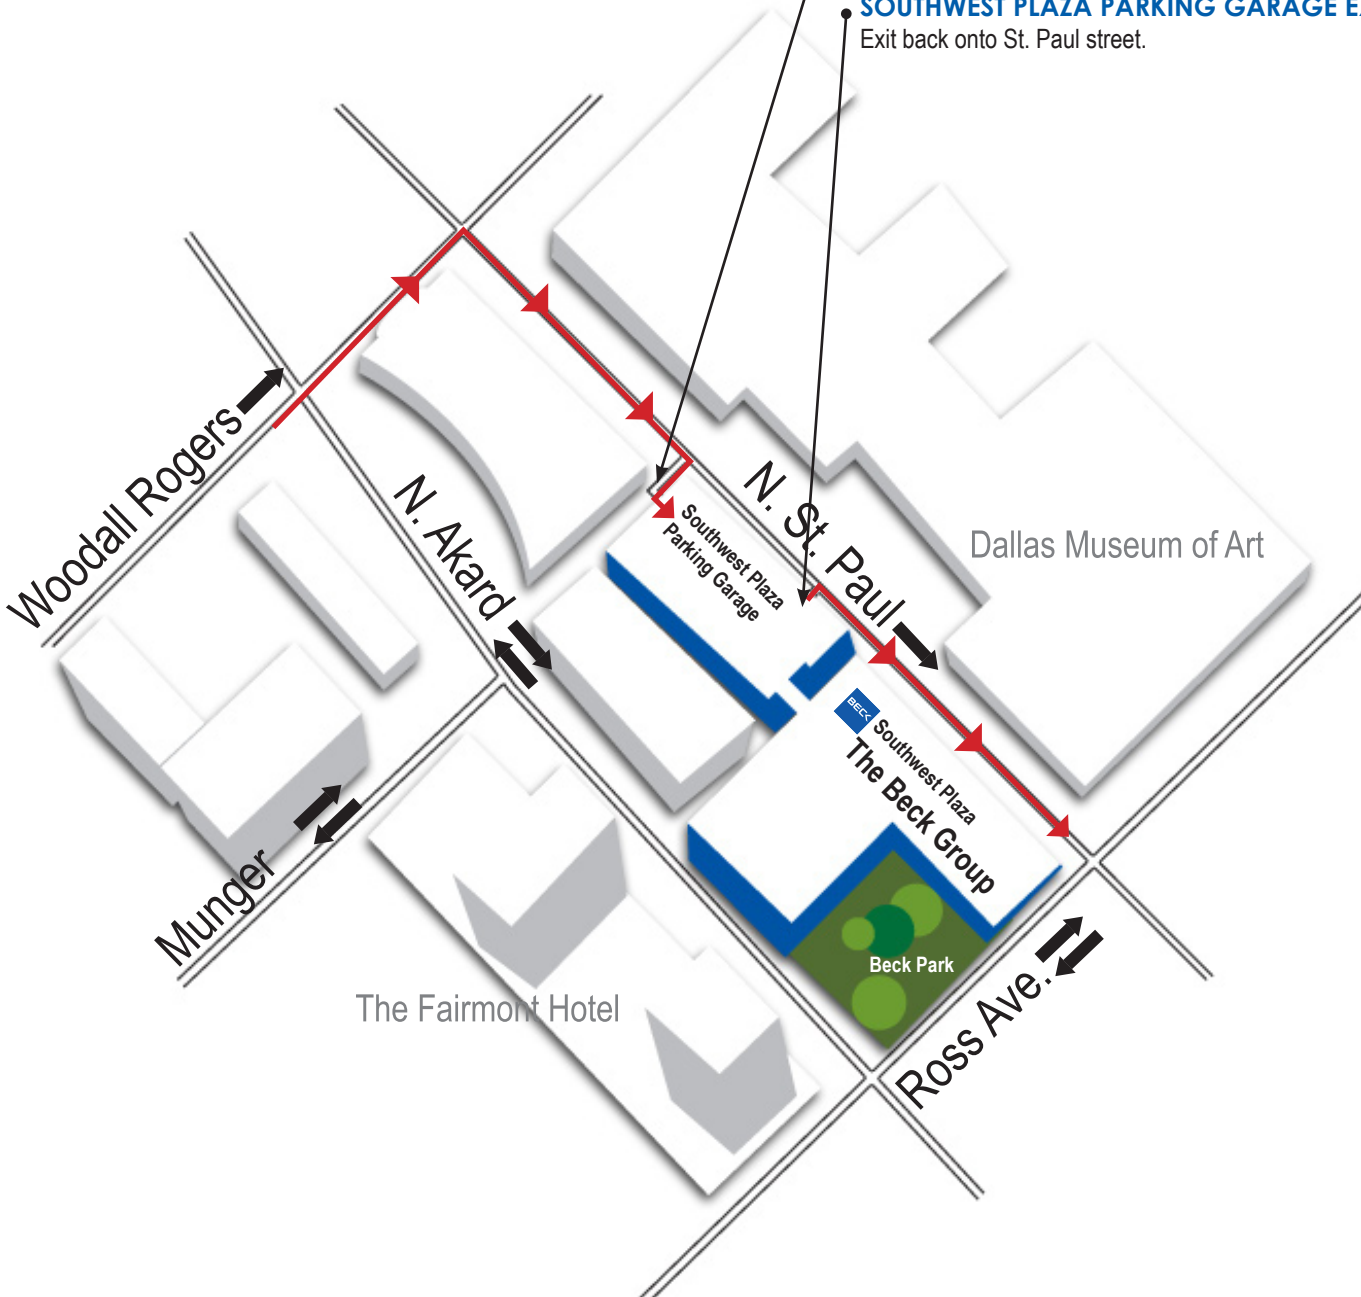 SOUTHWEST PLAZA PARKING GARAGE
Exit back onto St. Paul street.
Woodall Rogers
N. Akard
N. St. Paul
Southwest Plaza
Parking Garage
Dallas Museum of Art
BECK
Southwest Plaza
The Beck Group
Munger
Beck Park
The Fairmont Hotel
Ross Ave.